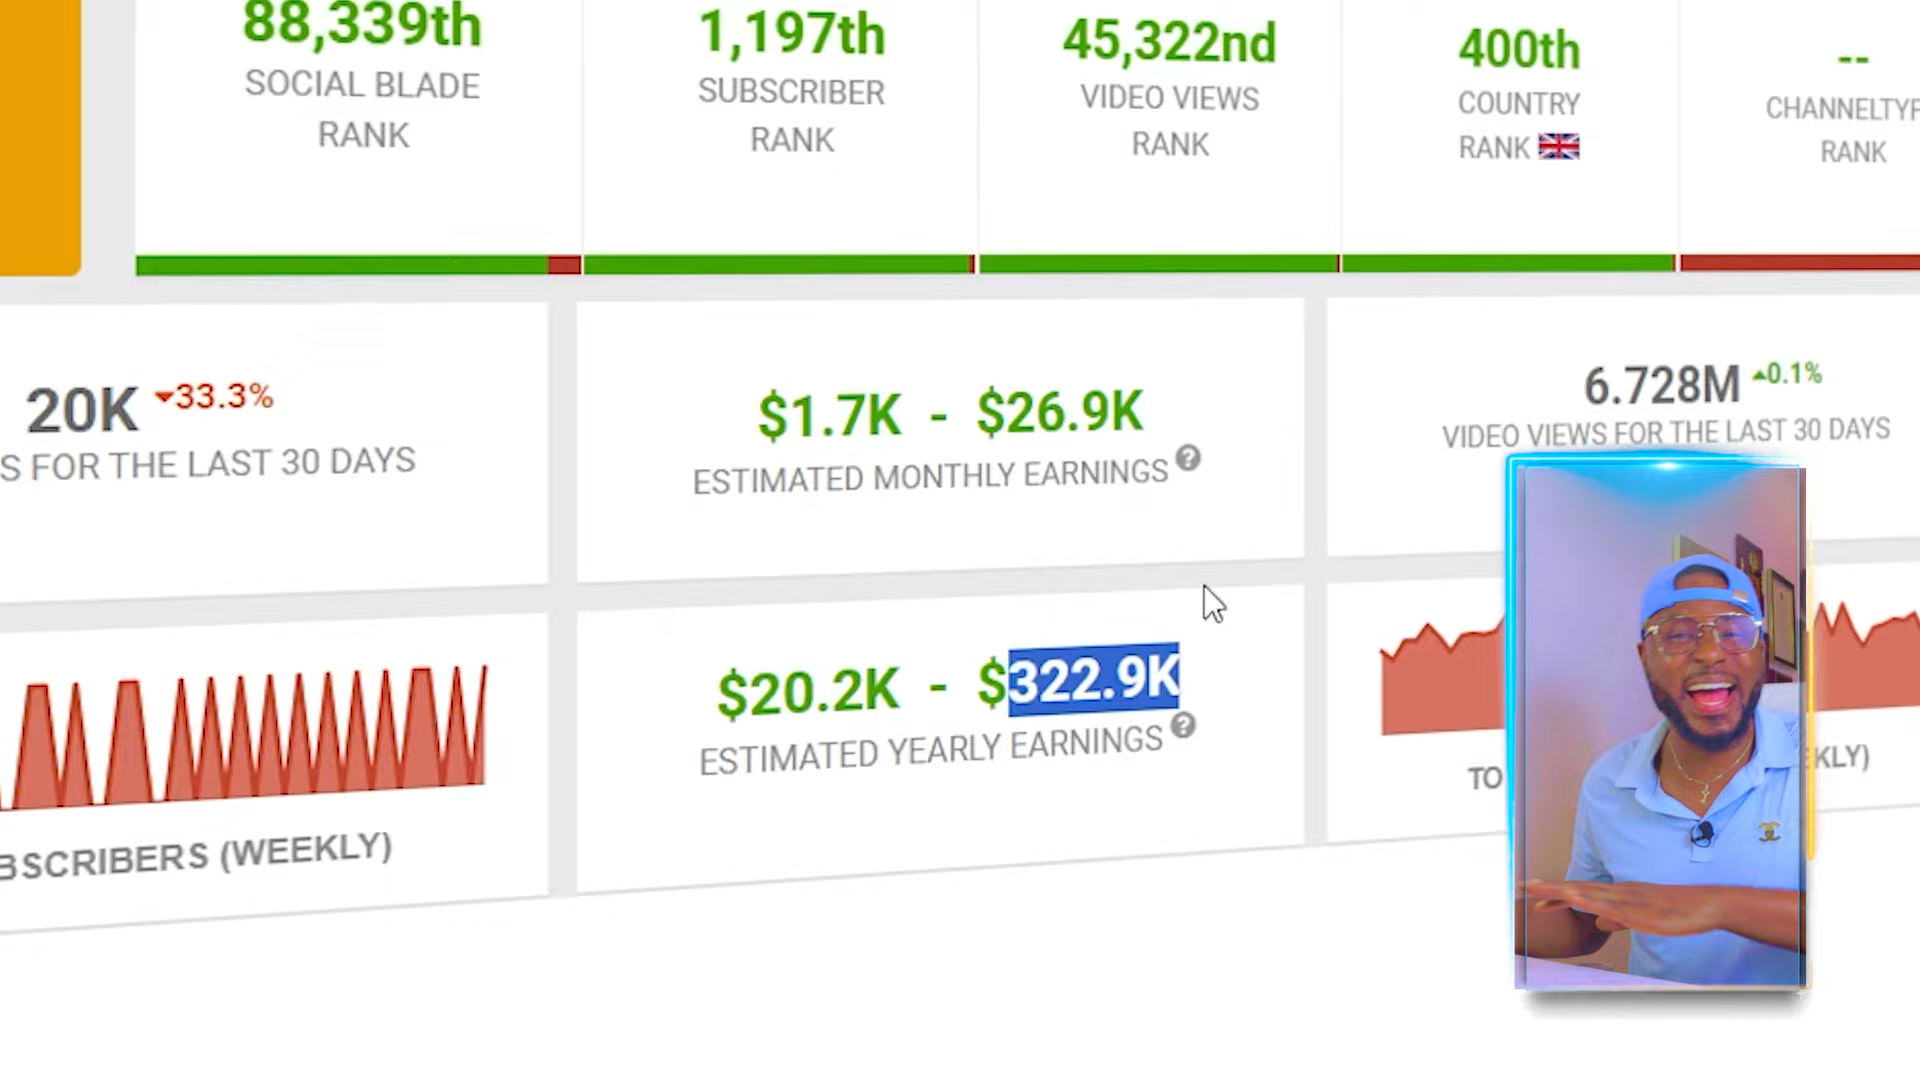 88,339th
SOCIAL BLADE
RANK
1,197th
SUBSCRIBER
RANK
45,322nd
VIDEO VIEWS
RANK
400th
COUNTRY
RANK
--
CHANNELTYP
RANK
20K 33.3%
S FOR THE LAST 30 DAYS
$1.7K - $26.9K
ESTIMATED MONTHLY EARNINGS ?
6.728M 0.1%
VIDEO VIEWS FOR THE LAST 30 DAYS
BSCRIBERS (WEEKLY)
$20.2K - $322.9K
ESTIMATED YEARLY EARNINGS ?
TO
KLY)